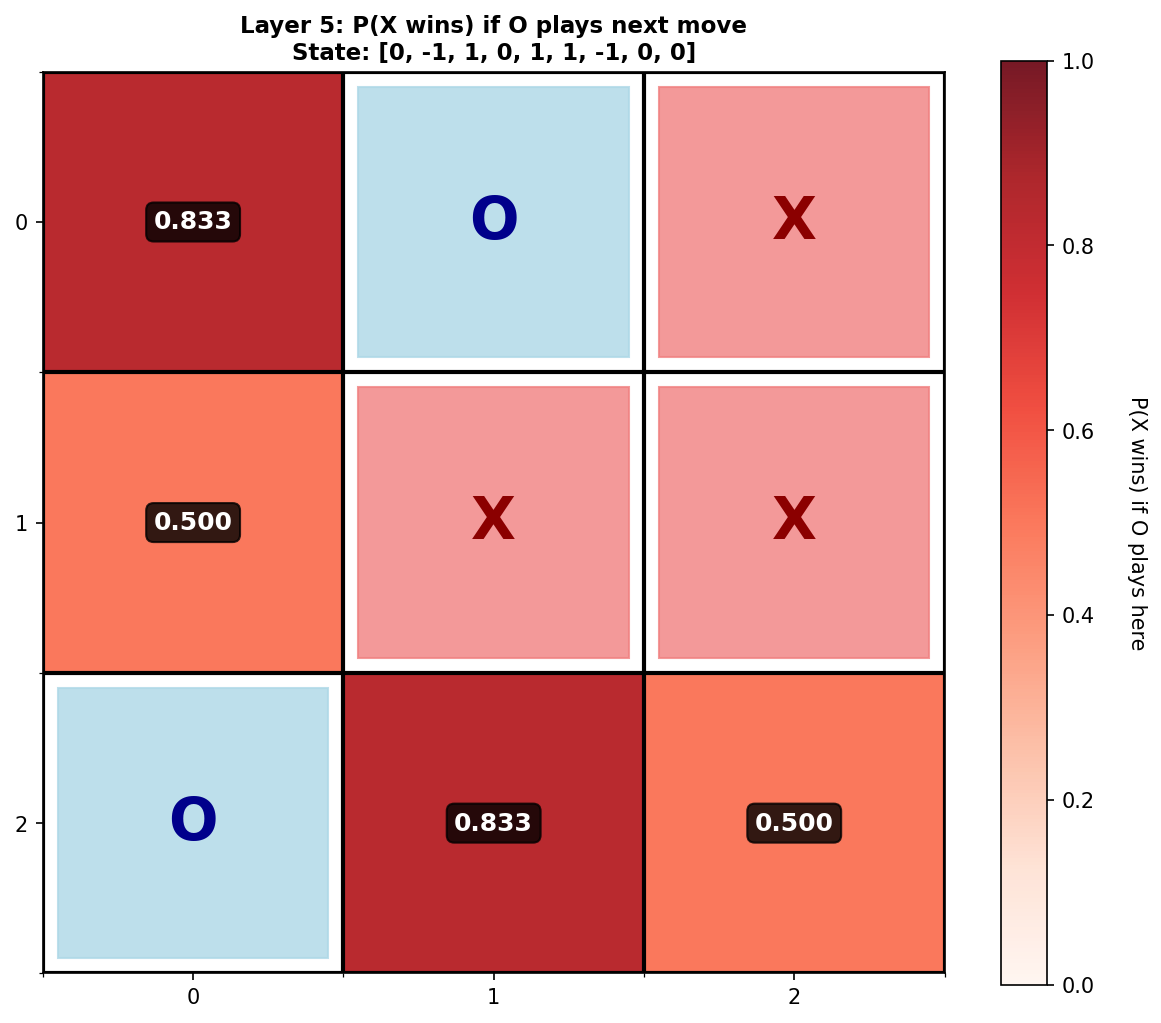 Layer 5: P(X wins) if O plays next move
State: [0, -1, 1, 0, 1, 1, -1, 0, 0]
0
0.833
O
X
1
0.500
X
X
2
O
0.833
0.500
0
1
2
1.0
0.8
0.6
0.4
0.2
0.0
P(X wins) if O plays here